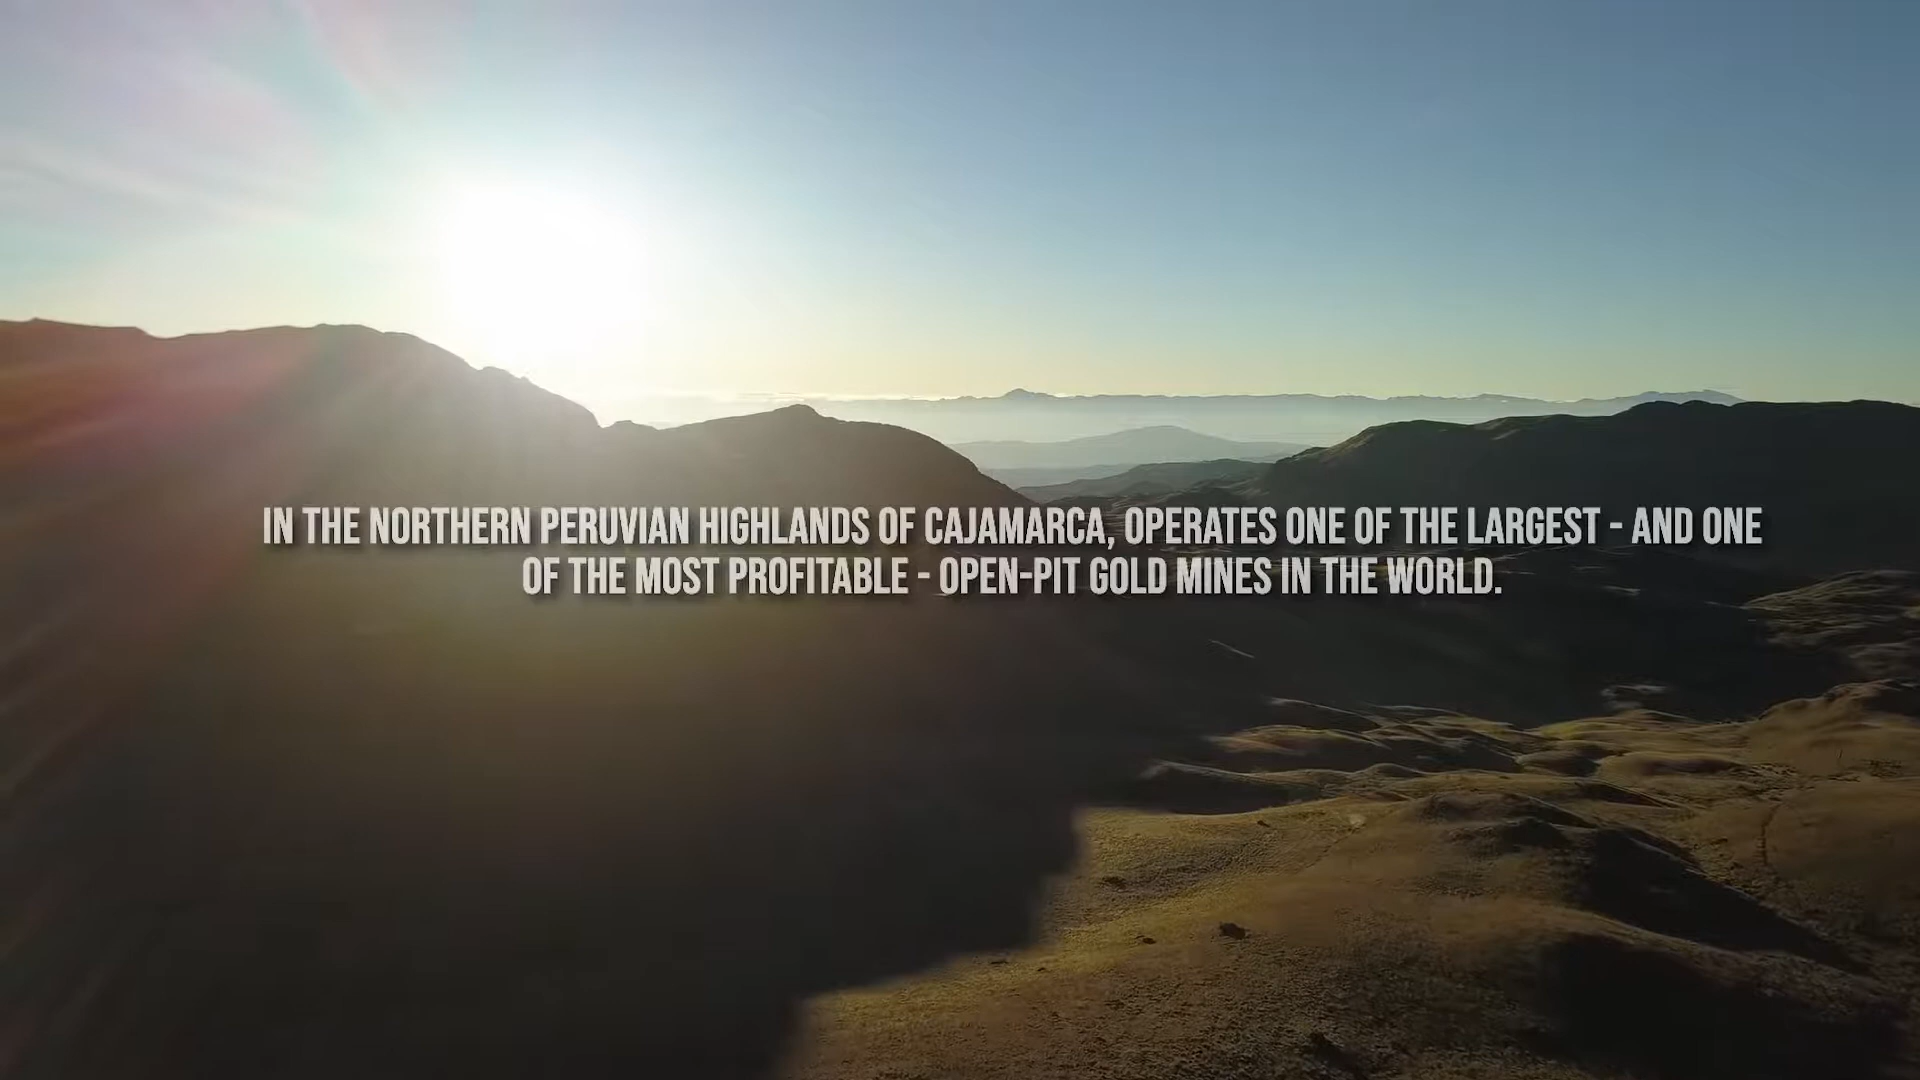 IN THE NORTHERN PERUVIAN HIGHLANDS OF CAJAMARCA, OPERATES ONE OF THE LARGEST - AND ONE
OF THE MOST PROFITABLE - OPEN-PIT GOLD MINES IN THE WORLD.